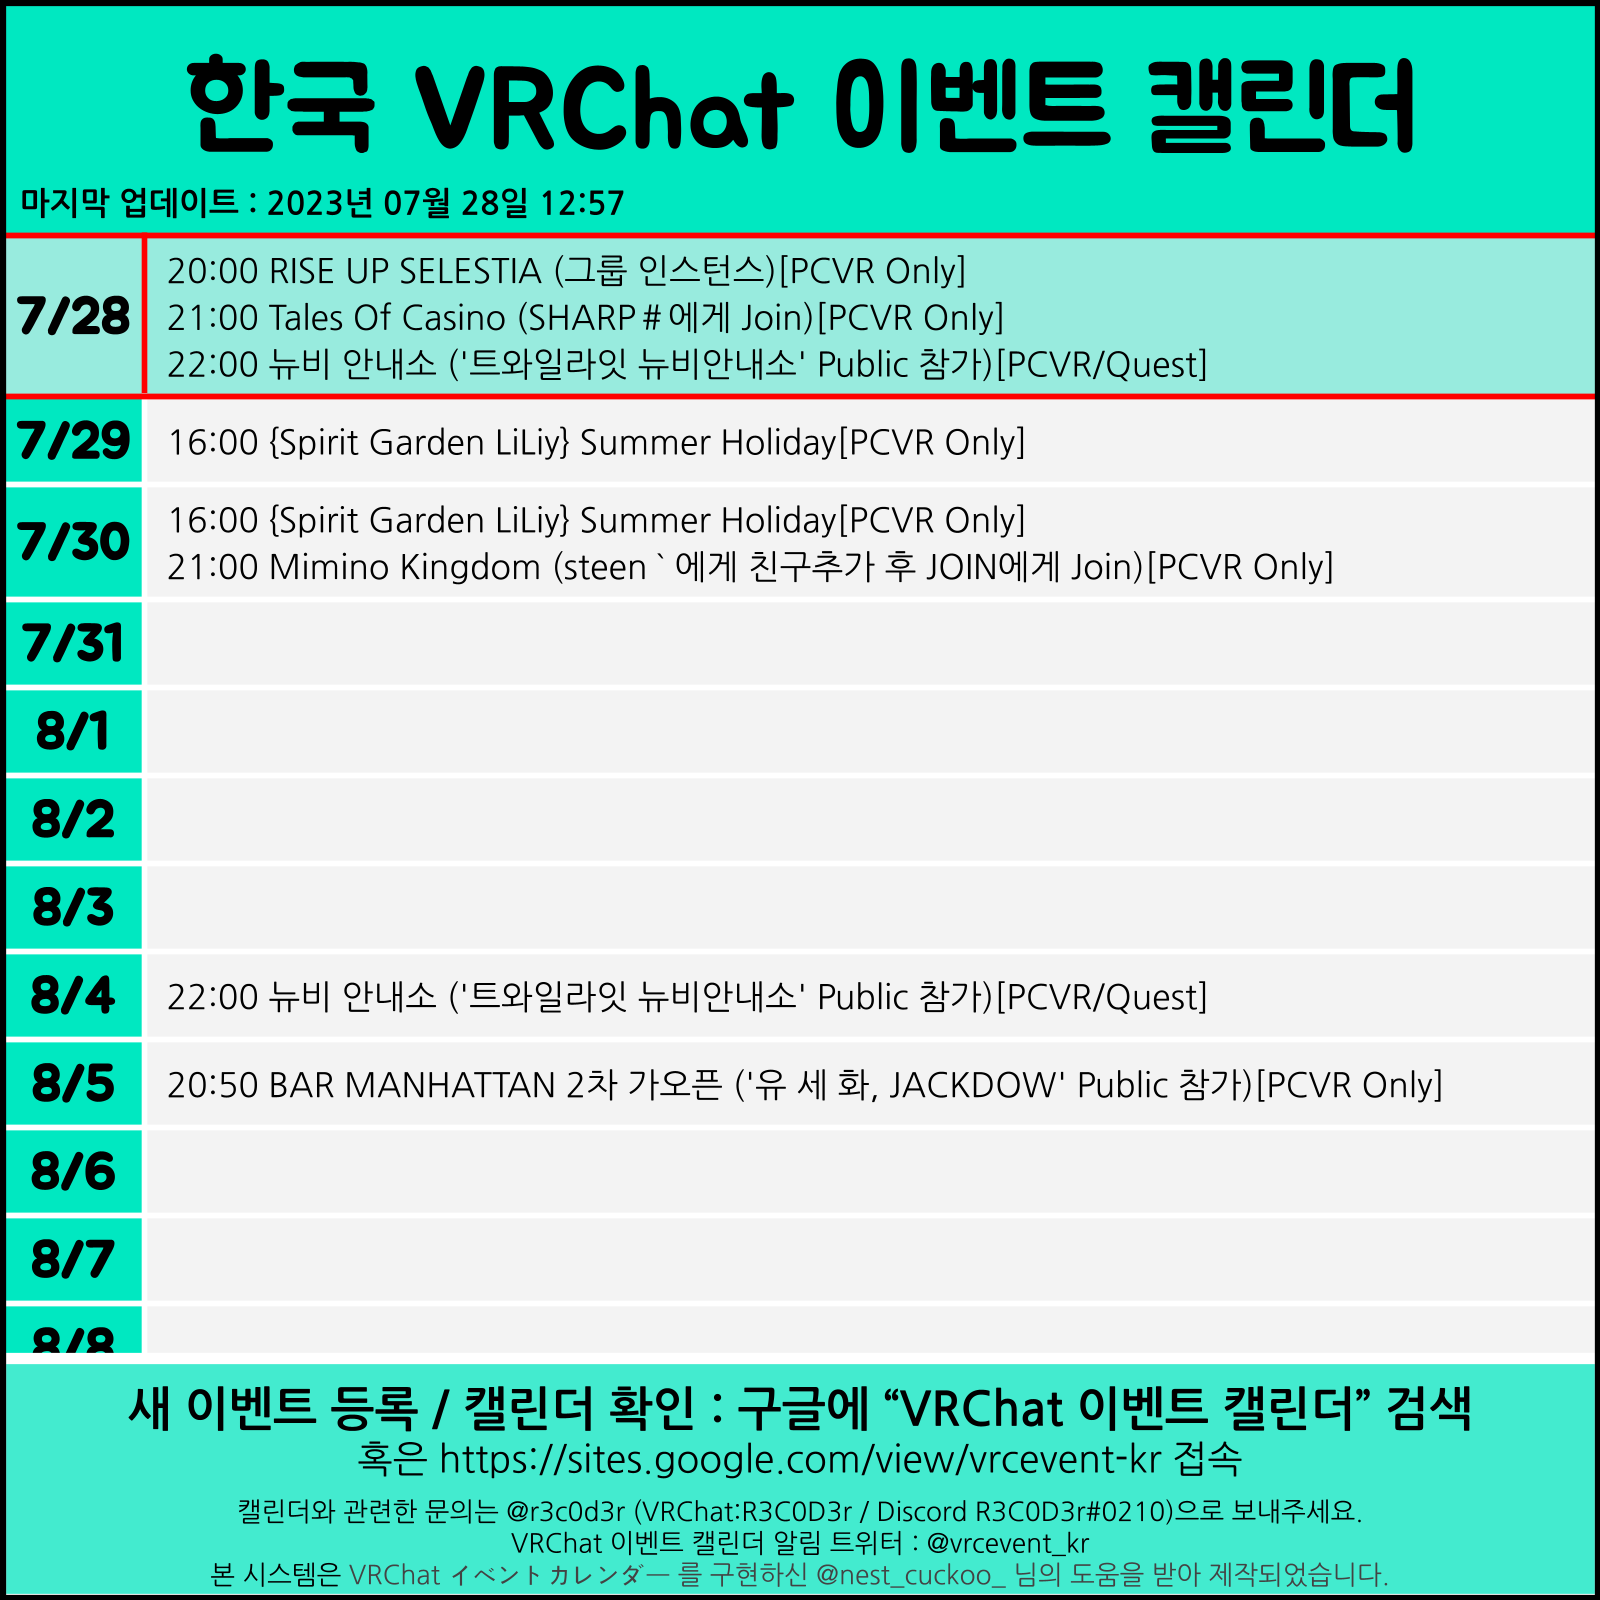 한국 VRChat 이벤트 캘린더
마지막 업데이트 : 2023년 07월 28일 12:57
7/28
20:00 RISE UP SELESTIA (그룹 인스턴스)[PCVR Only]
21:00 Tales Of Casino (SHARP＃에게 Join)[PCVR Only]
22:00 뉴비 안내소 ('트와일라잇 뉴비안내소' Public 참가)[PCVR/Quest]
7/29
16:00 {Spirit Garden LiLiy} Summer Holiday[PCVR Only]
7/30
16:00 {Spirit Garden LiLiy} Summer Holiday[PCVR Only]
21:00 Mimino Kingdom (steen ` 에게 친구추가 후 JOIN에게 Join)[PCVR Only]
7/31
8/1
8/2
8/3
8/4
22:00 뉴비 안내소 ('트와일라잇 뉴비안내소' Public 참가)[PCVR/Quest]
8/5
20:50 BAR MANHATTAN 2차 가오픈 ('유 세 화, JACKDOW' Public 참가)[PCVR Only]
8/6
8/7
8/8
새 이벤트 등록 / 캘린더 확인 : 구글에 “VRChat 이벤트 캘린더” 검색
혹은 https://sites.google.com/view/vrcevent-kr 접속
캘린더와 관련한 문의는 @r3c0d3r (VRChat:R3C0D3r / Discord R3C0D3r#0210)으로 보내주세요.
VRChat 이벤트 캘린더 알림 트위터 : @vrcevent_kr
본 시스템은 VRChat イベントカレンダー 를 구현하신 @nest_cuckoo_ 님의 도움을 받아 제작되었습니다.